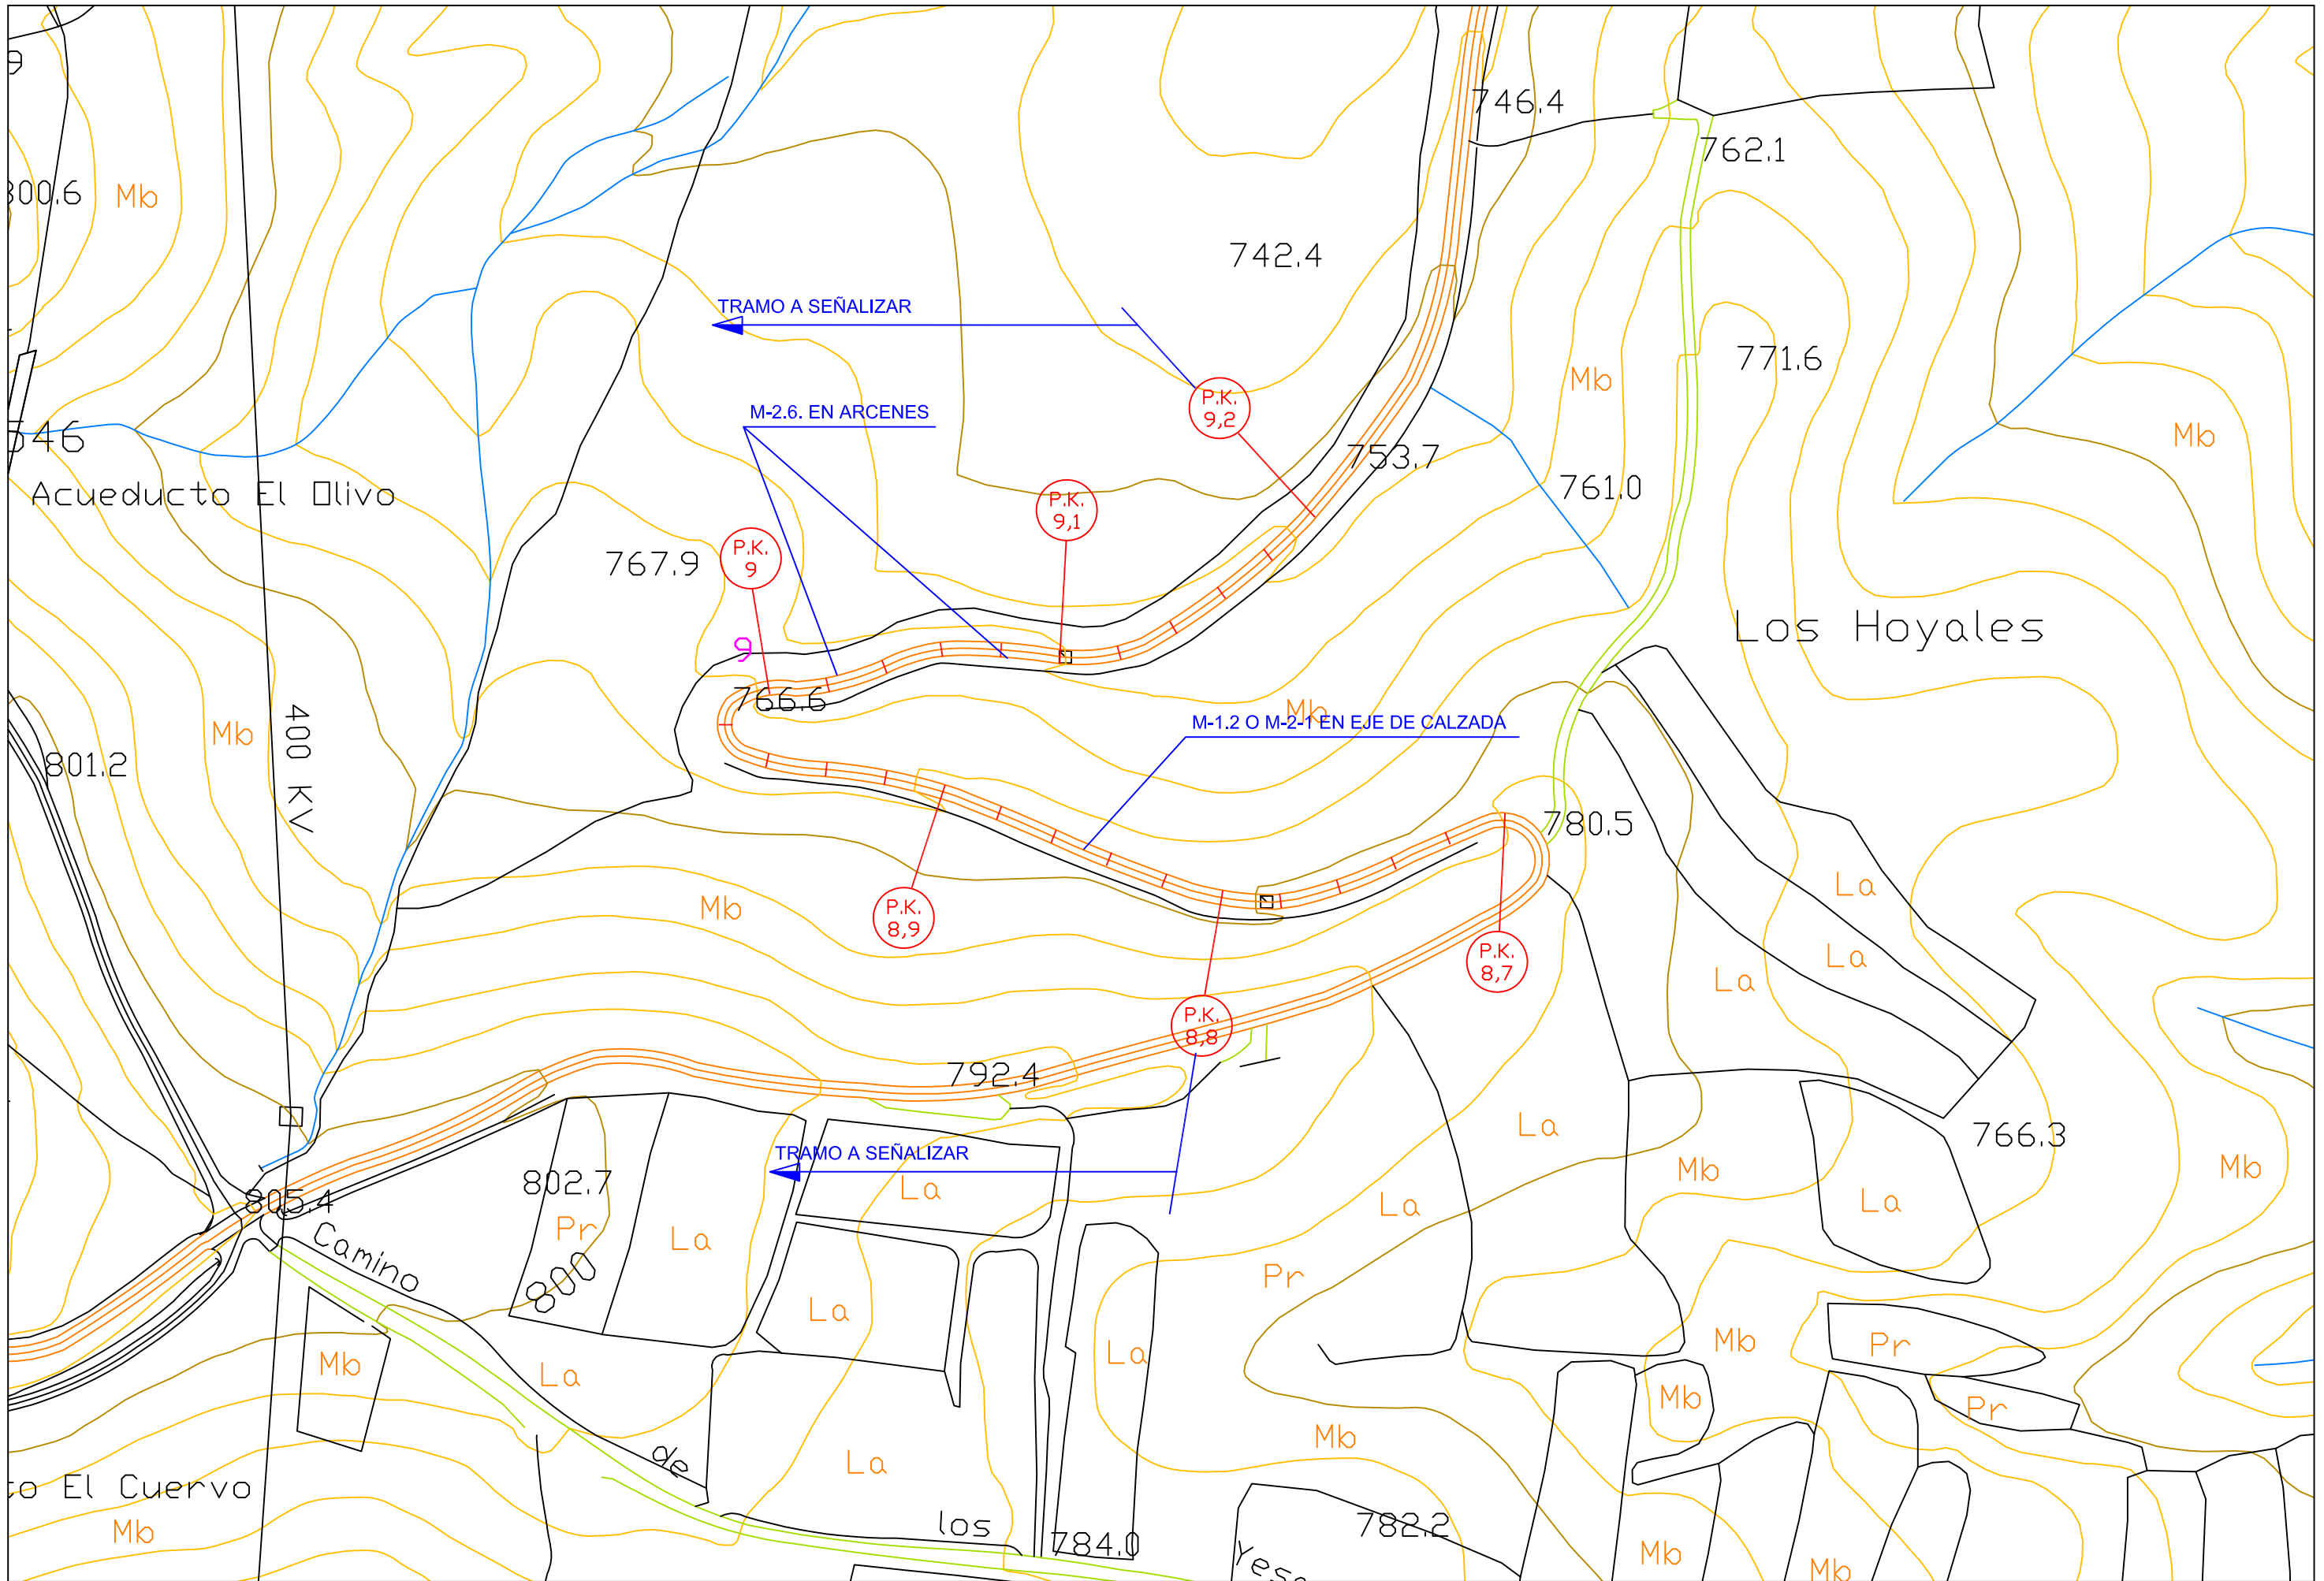 746.4
762.1
Mb
742.4
TRAMO A SEÑALIZAR
771.6
Mb
P.K.
9,2
M-2.6. EN ARCENES
Mb
753.7
761.0
Acueducto El Olivo
P.K.
9,1
P.K.
9
767.9
9
Los Hoyales
766.6
Mb
M-1.2 O M-2-1 EN EJE DE CALZADA
400 KV
Mb
801.2
780.5
La
P.K.
8,9
Mb
La
P.K.
8,7
La
P.K.
8,8
792.4
La
766.3
TRAMO A SEÑALIZAR
Mb
Mb
802.7
La
La
La
805.4
Pr
La
Camino
800
Pr
La
Mb
Pr
Mb
La
La
Mb
Pr
Mb
de
La
El Cuervo
Mb
los
784.0
782.2
Mb
Mb